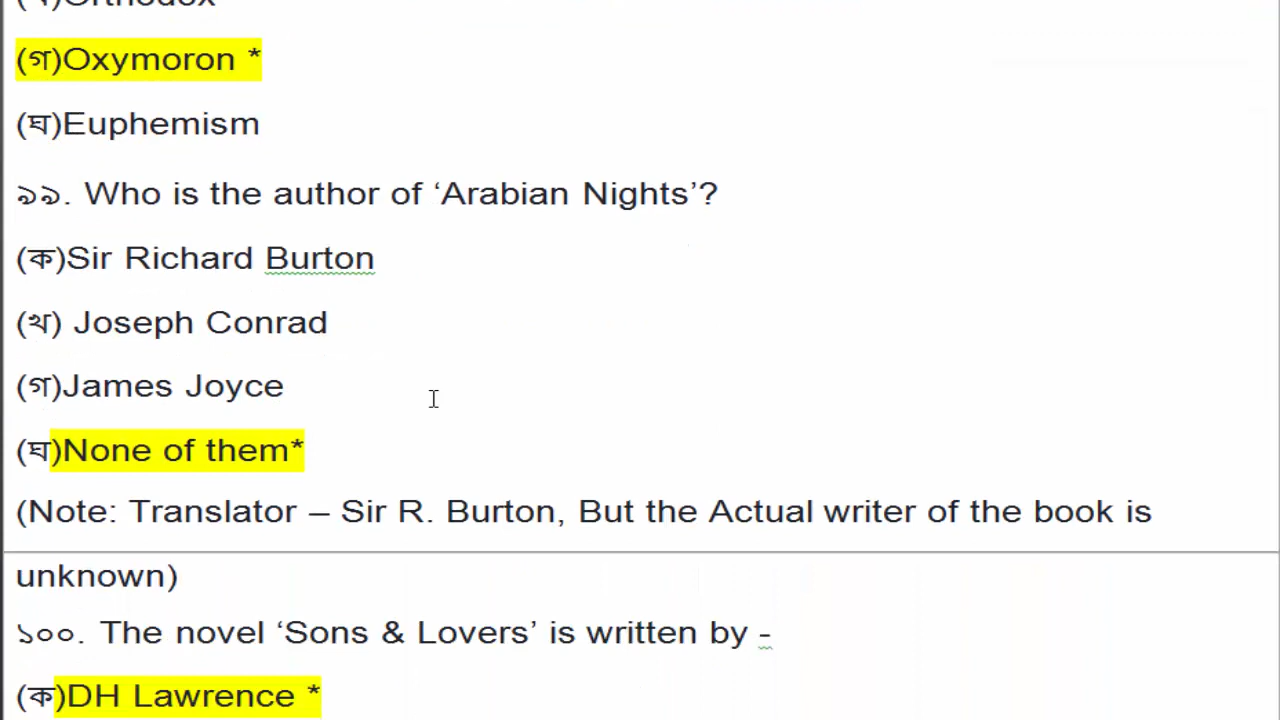 (খ)Orthodox
(গ)Oxymoron *
(ঘ)Euphemism
৯৯. Who is the author of ‘Arabian Nights’?
(ক)Sir Richard Burton
(খ) Joseph Conrad
(গ)James Joyce
(ঘ)None of them*
(Note: Translator – Sir R. Burton, But the Actual writer of the book is
unknown)
১০০. The novel ‘Sons & Lovers’ is written by -
(ক)DH Lawrence *